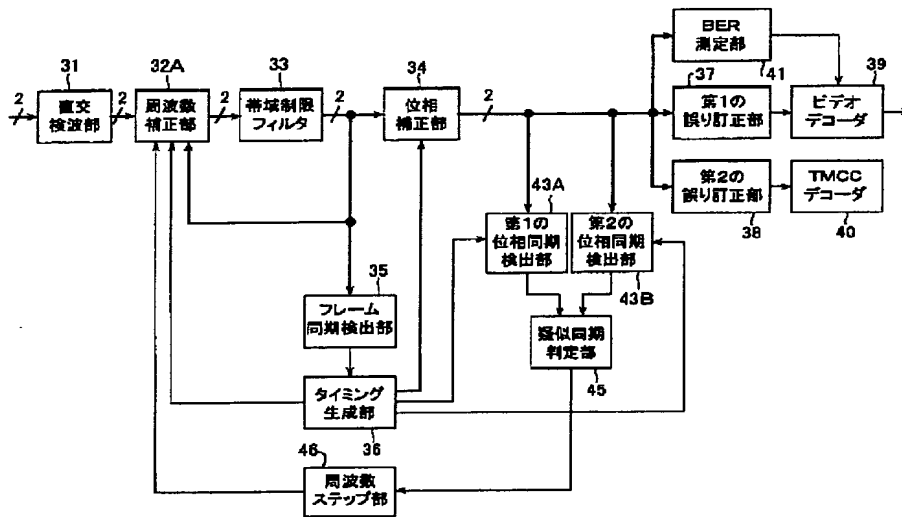 BER
測定部
41
31
32A
33
34
37
39
2
直交
検波部
2
周波数
補正部
2
帯域制限
フィルタ
2
位相
補正部
2
第1の
誤り訂正部
ビデオ
デコーダ
第2の
誤り訂正部
38
TMCC
デコーダ
40
43A
第1の
位相同期
検出部
第2の
位相同期
検出部
43B
35
フレーム
同期検出部
疑似同期
判定部
45
タイミング
生成部
36
46
周波数
ステップ部